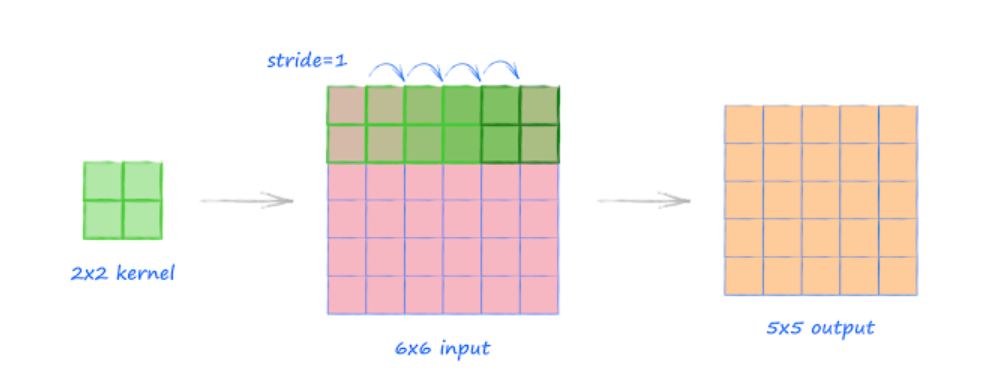 stride=1
2x2 kernel
6x6 input
5x5 output